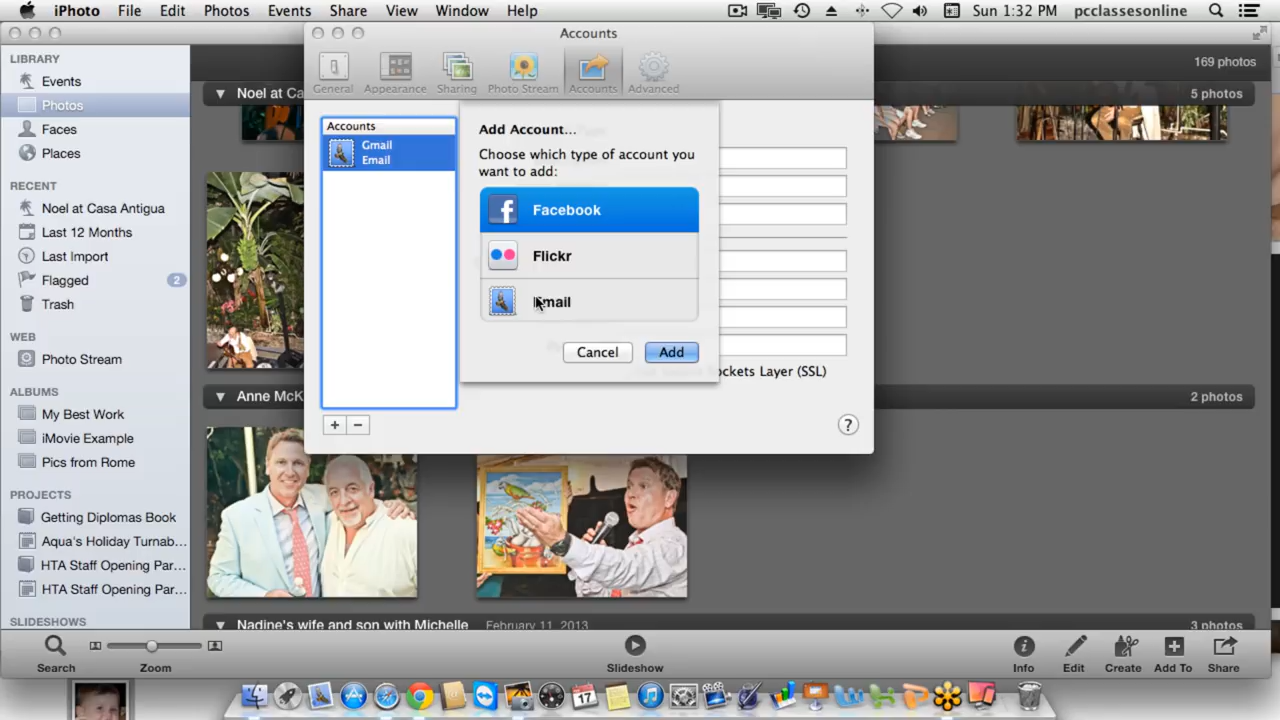 iPhoto File Edit Photos Events Share View Window Help Sun 1:32 PM pcclassesonline
Accounts
General Appearance Sharing Photo Stream Accounts Advanced
LIBRARY
Events
Photos
Faces
Places
RECENT
Noel at Casa Antigua
Last 12 Months
Last Import
Flagged 2
Trash
WEB
Photo Stream
ALBUMS
My Best Work
iMovie Example
Pics from Rome
PROJECTS
Getting Diplomas Book
Aqua's Holiday Turnab...
HTA Staff Opening Par...
HTA Staff Opening Par...
SLIDESHOWS
169 photos
Noel at Ca
5 photos
Accounts
Gmail
Email
Add Account...
Choose which type of account you
want to add:
Facebook
Flickr
Email
Cancel Add
ockets Layer (SSL)
+ − ?
Anne McK
2 photos
Nadine's wife and son with Michelle February 11, 2013 3 photos
Search Zoom Slideshow Info Edit Create Add To Share
17